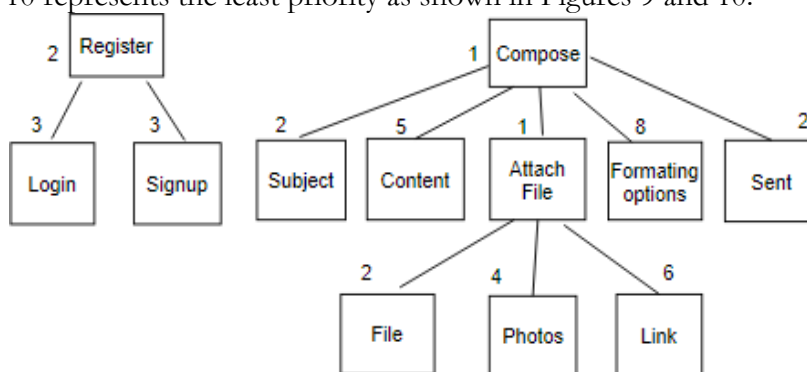 10 represents the least priority as shown in Figures 9 and 10.
2 Register
1 Compose
3 3
Login Signup
2 5 1 8 2
Subject Content Attach File Formating options Sent
2 4 6
File Photos Link